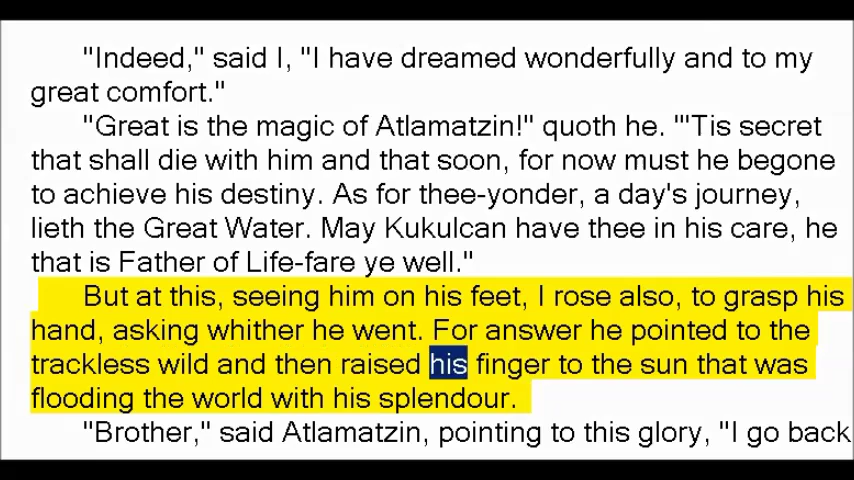 "Indeed," said I, "I have dreamed wonderfully and to my
great comfort."
"Great is the magic of Atlamatzin!" quoth he. "'Tis secret
that shall die with him and that soon, for now must he begone
to achieve his destiny. As for thee-yonder, a day's journey,
lieth the Great Water. May Kukulcan have thee in his care, he
that is Father of Life-fare ye well."
But at this, seeing him on his feet, I rose also, to grasp his
hand, asking whither he went. For answer he pointed to the
trackless wild and then raised his finger to the sun that was
flooding the world with his splendour.
"Brother," said Atlamatzin, pointing to this glory, "I go back